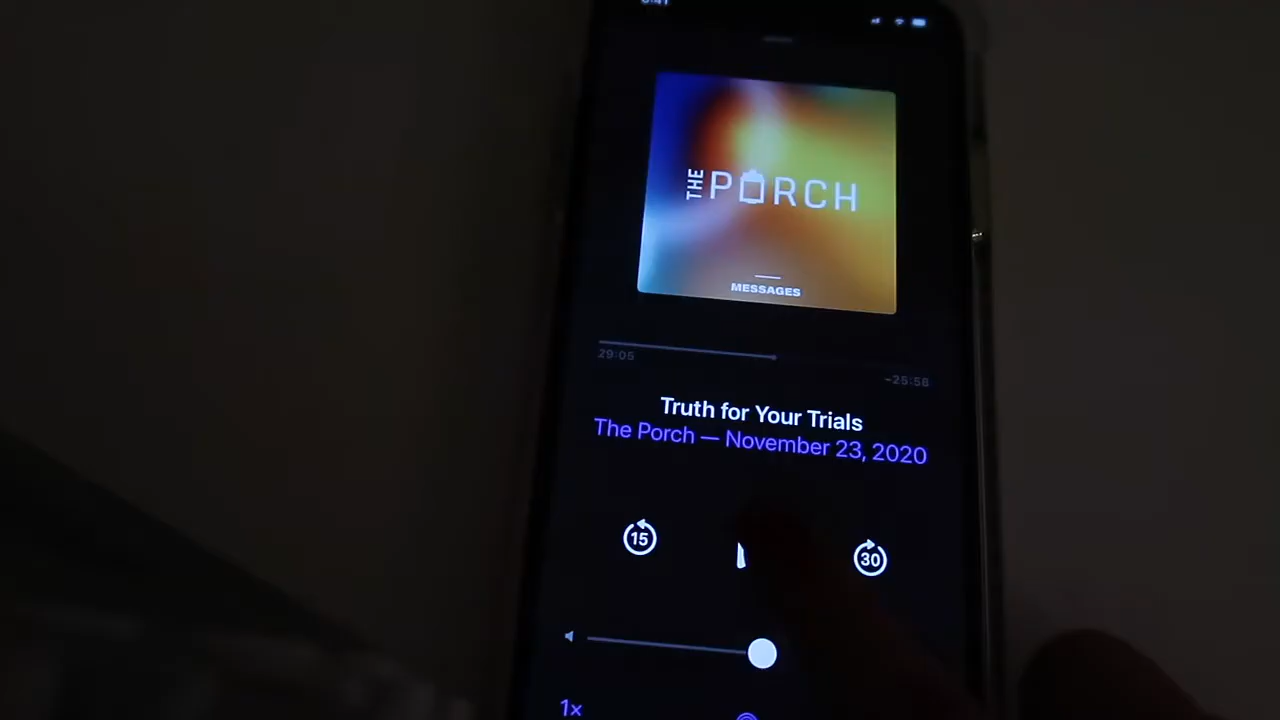 THE PORCH
MESSAGES
29:05
-25:58
Truth for Your Trials
The Porch — November 23, 2020
15
30
1x